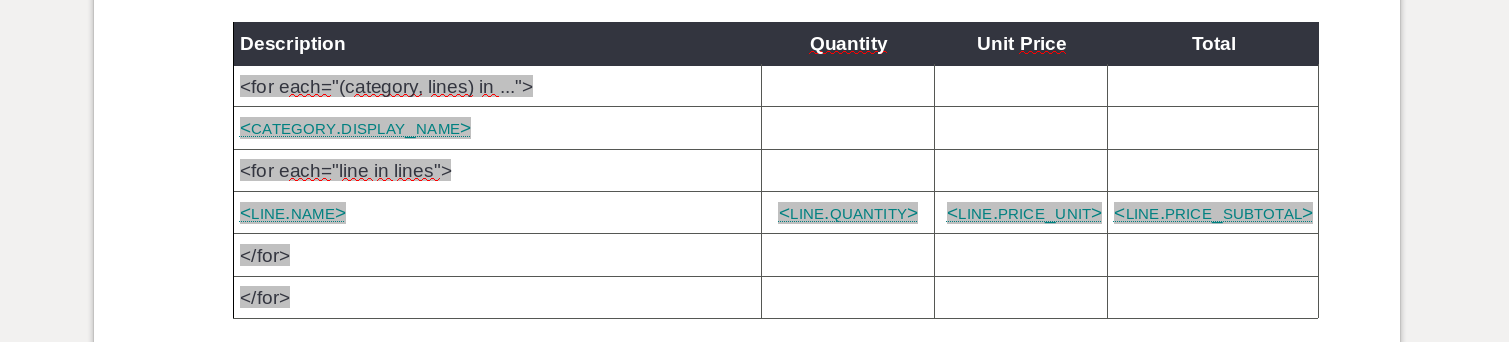 Description Quantity Unit Price Total
<for each="(category, lines) in ...">
<CATEGORY.DISPLAY_NAME>
<for each="line in lines">
<LINE.NAME> <LINE.QUANTITY> <LINE.PRICE_UNIT> <LINE.PRICE_SUBTOTAL>
</for>
</for>